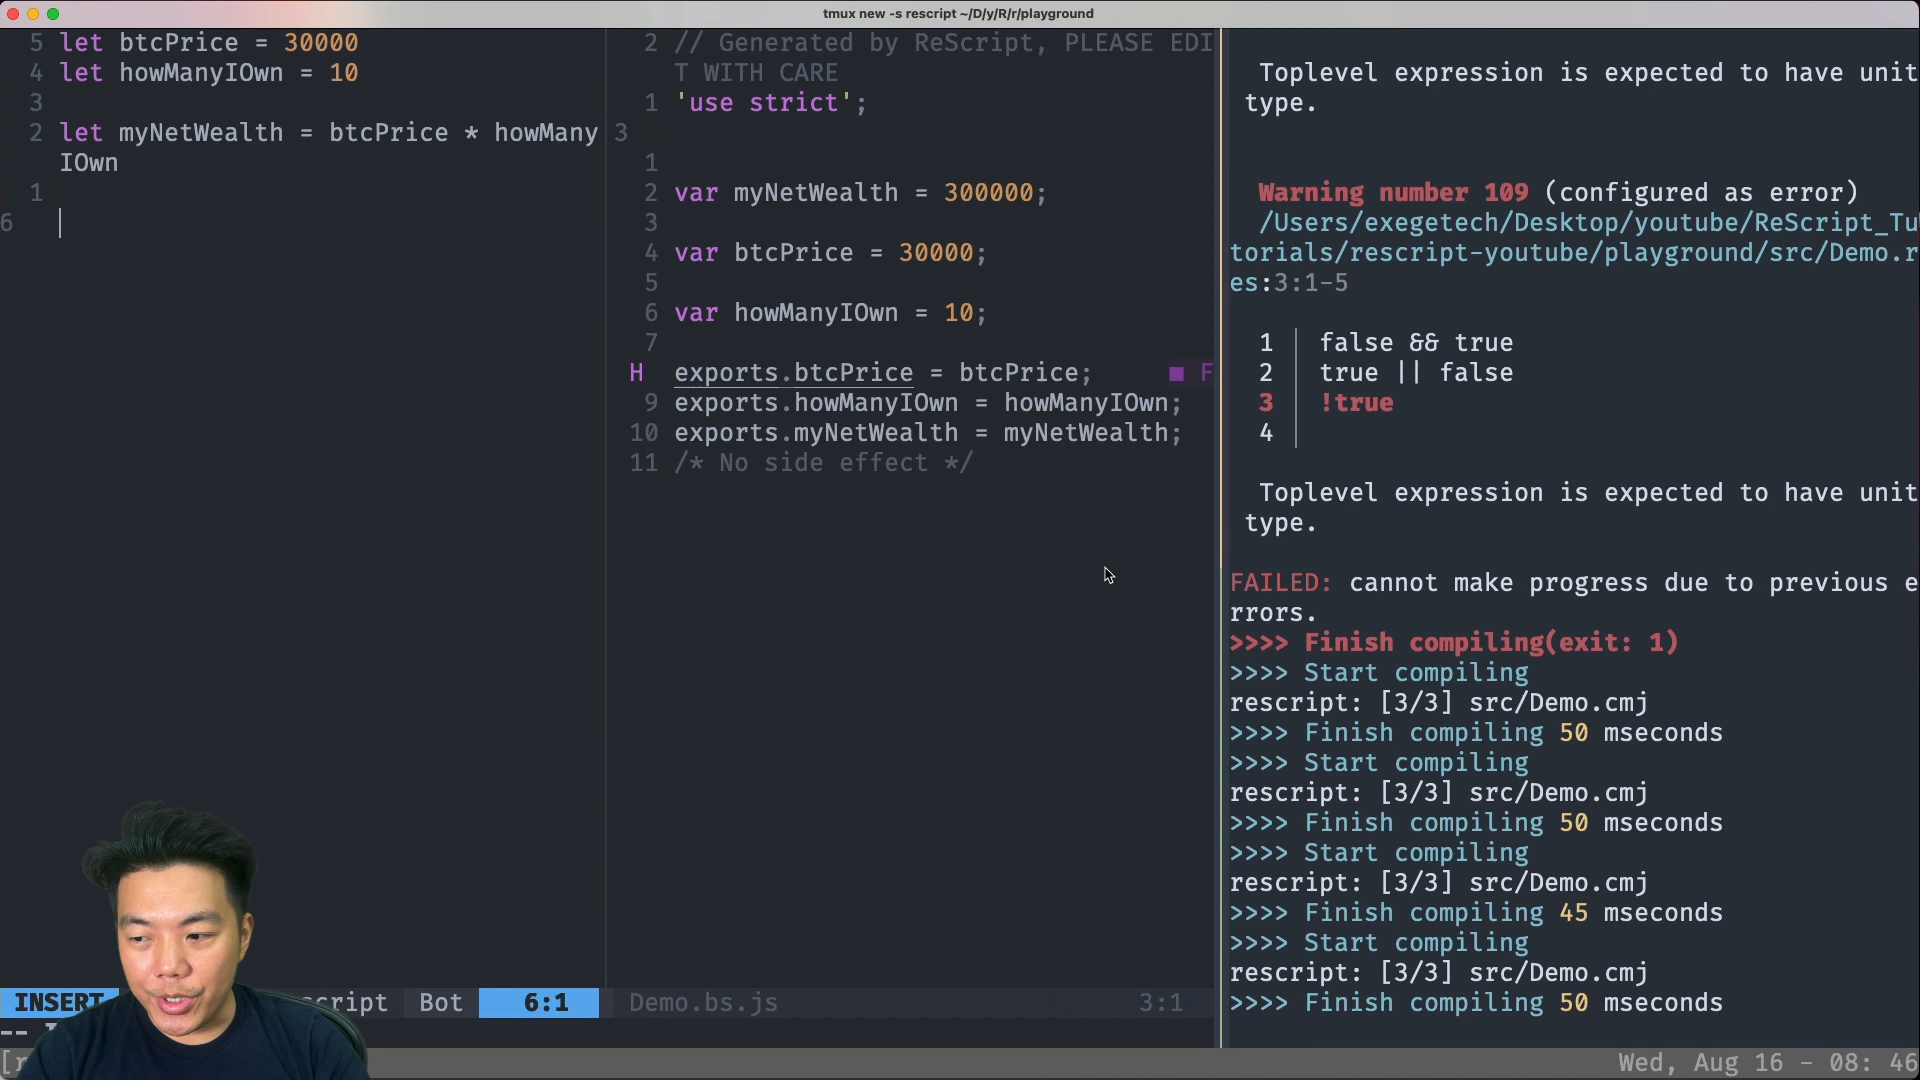 tmux new -s rescript ~/D/y/R/r/playground
5 let btcPrice = 30000
4 let howManyIOwn = 10
3
2 let myNetWealth = btcPrice * howMany
IOwn
1
6
INSERT
script Bot 6:1
2 // Generated by ReScript, PLEASE EDI
T WITH CARE
1 'use strict';
3
1
2 var myNetWealth = 300000;
3
4 var btcPrice = 30000;
5
6 var howManyIOwn = 10;
7
H exports.btcPrice = btcPrice; ■ F
9 exports.howManyIOwn = howManyIOwn;
10 exports.myNetWealth = myNetWealth;
11 /* No side effect */
Demo.bs.js 3:1
Toplevel expression is expected to have unit
type.
Warning number 109 (configured as error)
/Users/exegetech/Desktop/youtube/ReScript_Tu
torials/rescript-youtube/playground/src/Demo.r
es:3:1-5
1 │ false && true
2 │ true || false
3 │ !true
4 │
Toplevel expression is expected to have unit
type.
FAILED: cannot make progress due to previous e
rrors.
>>>> Finish compiling(exit: 1)
>>>> Start compiling
rescript: [3/3] src/Demo.cmj
>>>> Finish compiling 50 mseconds
>>>> Start compiling
rescript: [3/3] src/Demo.cmj
>>>> Finish compiling 50 mseconds
>>>> Start compiling
rescript: [3/3] src/Demo.cmj
>>>> Finish compiling 45 mseconds
>>>> Start compiling
rescript: [3/3] src/Demo.cmj
>>>> Finish compiling 50 mseconds
Wed, Aug 16 - 08: 46